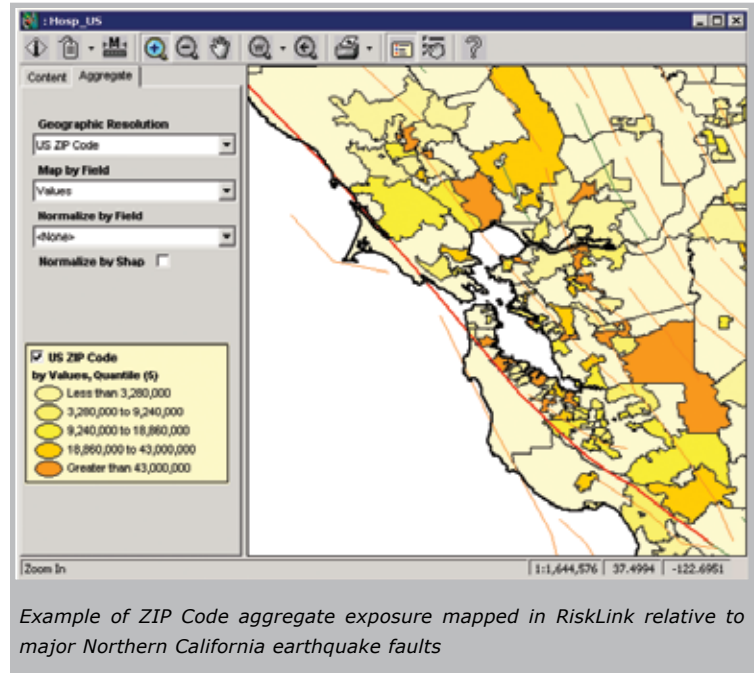 : Hosp_US
Content
Aggregate
Geographic Resolution
US ZIP Code
Map by Field
Values
Normalize by Field
<None>
Normalize by Shap
US ZIP Code
by Values, Quantile (5)
Less than 3,280,000
3,280,000 to 9,240,000
9,240,000 to 18,860,000
18,860,000 to 43,000,000
Greater than 43,000,000
Zoom In
1:1,644,576
37.4994
-122.6951
Example of ZIP Code aggregate exposure mapped in RiskLink relative to
major Northern California earthquake faults